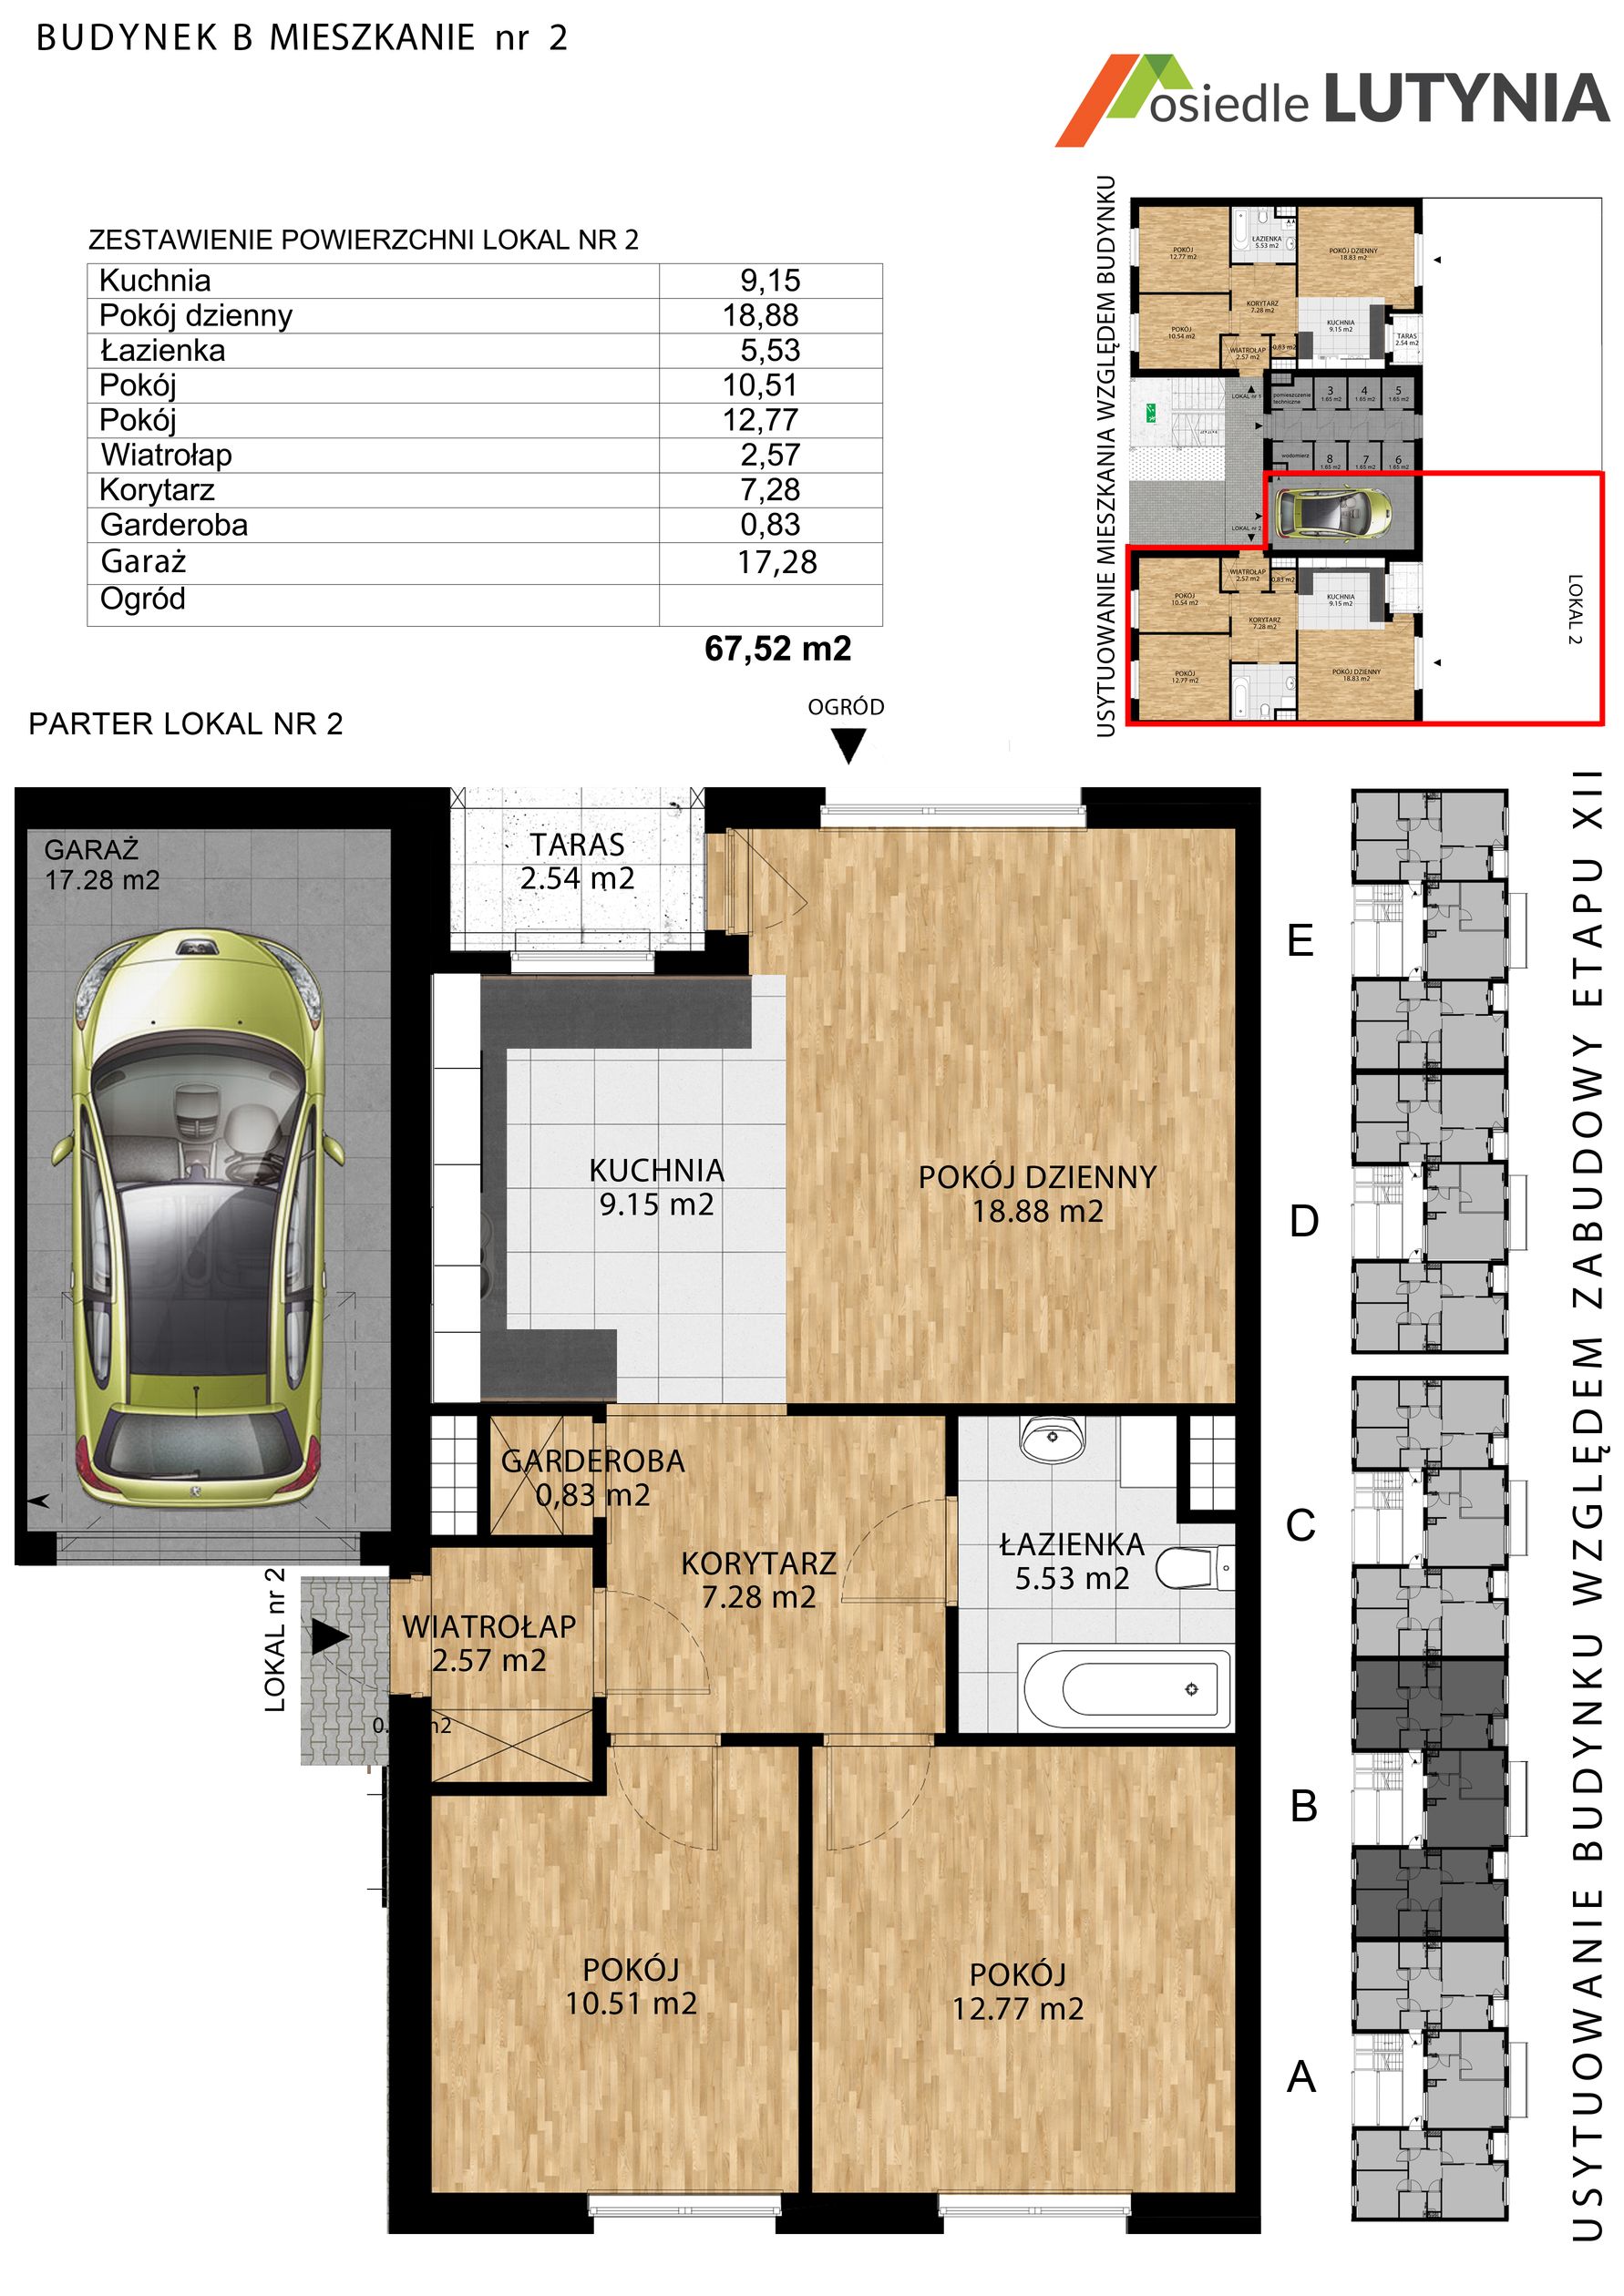 BUDYNEK B MIESZKANIE nr 2
osiedle LUTYNIA
ZESTAWIENIE POWIERZCHNI LOKAL NR 2
Kuchnia 9,15
Pokój dzienny 18,88
Łazienka 5,53
Pokój 10,51
Pokój 12,77
Wiatrołap 2,57
Korytarz 7,28
Garderoba 0,83
Garaż 17,28
Ogród
67,52 m2
USYTUOWANIE MIESZKANIA WZGLĘDEM BUDYNKU
POKÓJ
12.77 m2
ŁAZIENKA
5.53 m2
POKÓJ DZIENNY
18.83 m2
KORYTARZ
7.28 m2
POKÓJ
10.54 m2
KUCHNIA
9.15 m2
TARAS
2.54 m2
WIATROŁAP
2.57 m2
0,83 m2
LOKAL nr 1
pomieszczenie
techniczne
3
1.65 m2
4
1.65 m2
5
1.65 m2
wodomierz
8
1.65 m2
7
1.65 m2
6
1.65 m2
LOKAL nr 2
WIATROŁAP
2.57 m2
0,83 m2
POKÓJ
10.54 m2
KUCHNIA
9.15 m2
KORYTARZ
7.28 m2
POKÓJ
12.77 m2
POKÓJ DZIENNY
18.83 m2
LOKAL 2
PARTER LOKAL NR 2
OGRÓD
GARAŻ
17.28 m2
TARAS
2.54 m2
KUCHNIA
9.15 m2
POKÓJ DZIENNY
18.88 m2
GARDEROBA
0,83 m2
KORYTARZ
7.28 m2
ŁAZIENKA
5.53 m2
LOKAL nr 2
WIATROŁAP
2.57 m2
POKÓJ
10.51 m2
POKÓJ
12.77 m2
E
D
C
B
A
USYTUOWANIE BUDYNKU WZGLĘDEM ZABUDOWY ETAPU XII